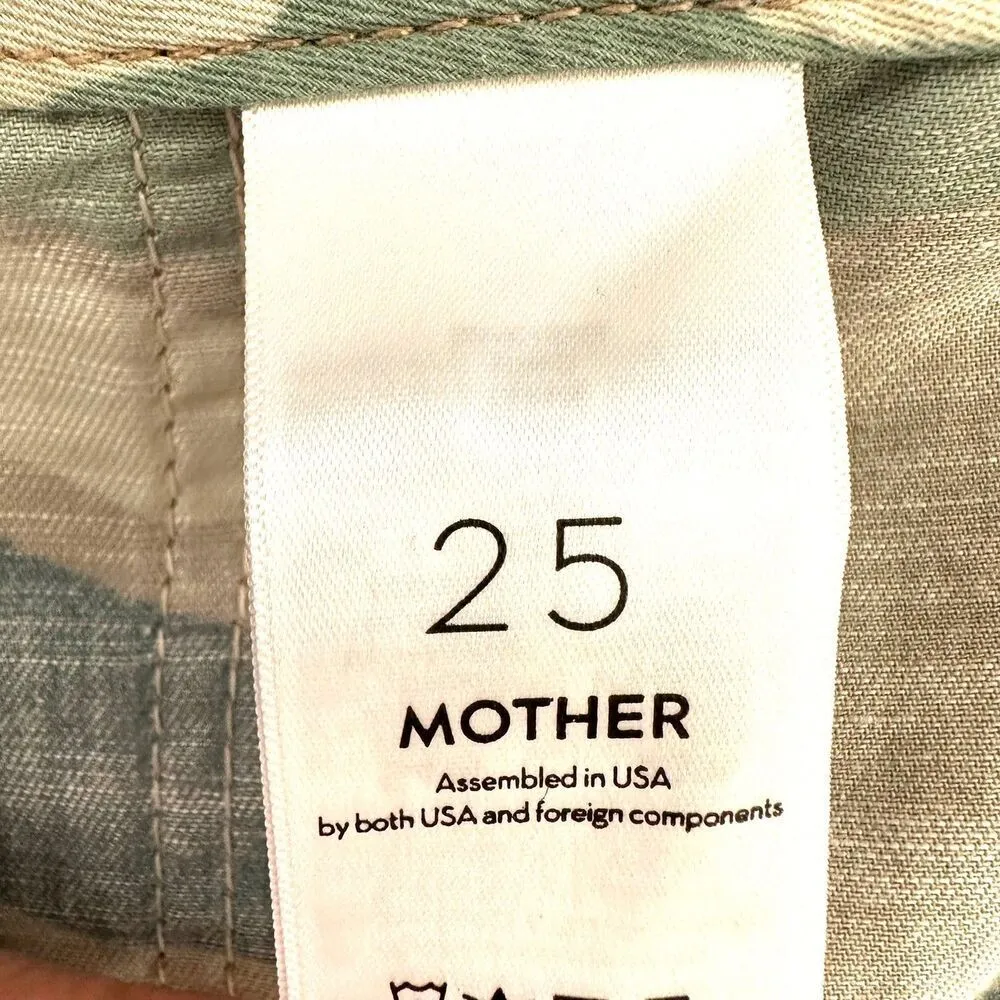 25
MOTHER
Assembled in USA
by both USA and foreign components